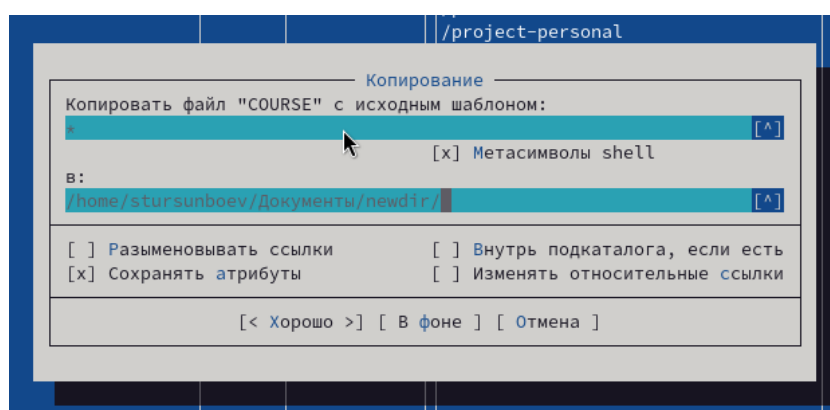 /project-personal
Копирование
Копировать файл "COURSE" с исходным шаблоном:
* [^]
[x] Метасимволы shell
в:
/home/stursunboev/Документы/newdir/ [^]
[ ] Разыменовывать ссылки [ ] Внутрь подкаталога, если есть
[x] Сохранять атрибуты [ ] Изменять относительные ссылки
[< Хорошо >] [ В фоне ] [ Отмена ]